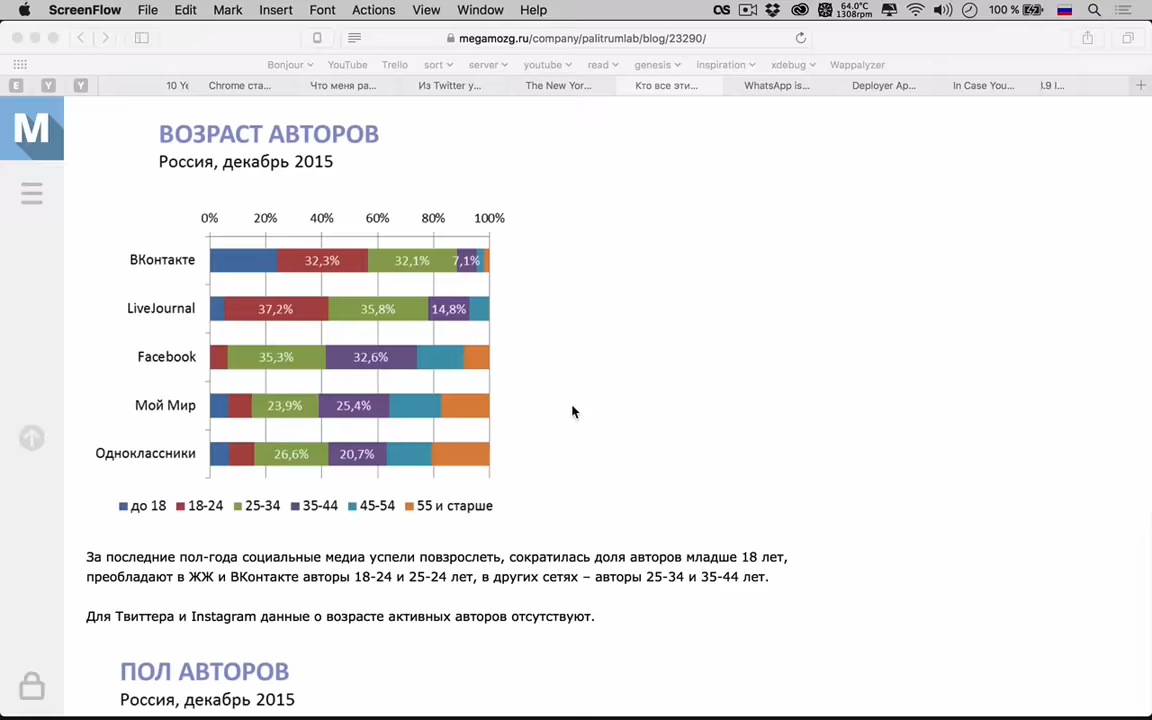 ScreenFlow File Edit Mark Insert Font Actions View Window Help 64.0°C 1308rpm 100 %
megamozg.ru/company/palitrumlab/blog/23290/
Bonjour YouTube Trello sort server youtube read genesis inspiration xdebug Wappalyzer
E Y Y 10 Ye Chrome ста... Что меня ра... Из Twitter у... The New Yor... Кто все эти... WhatsApp is... Deployer Ap... In Case You... I.9 I...
M
ВОЗРАСТ АВТОРОВ
Россия, декабрь 2015
0% 20% 40% 60% 80% 100%
ВКонтакте 32,3% 32,1% 7,1%
LiveJournal 37,2% 35,8% 14,8%
Facebook 35,3% 32,6%
Мой Мир 23,9% 25,4%
Одноклассники 26,6% 20,7%
до 18 18-24 25-34 35-44 45-54 55 и старше
За последние пол-года социальные медиа успели повзрослеть, сократилась доля авторов младше 18 лет,
преобладают в ЖЖ и ВКонтакте авторы 18-24 и 25-24 лет, в других сетях – авторы 25-34 и 35-44 лет.
Для Твиттера и Instagram данные о возрасте активных авторов отсутствуют.
ПОЛ АВТОРОВ
Россия, декабрь 2015